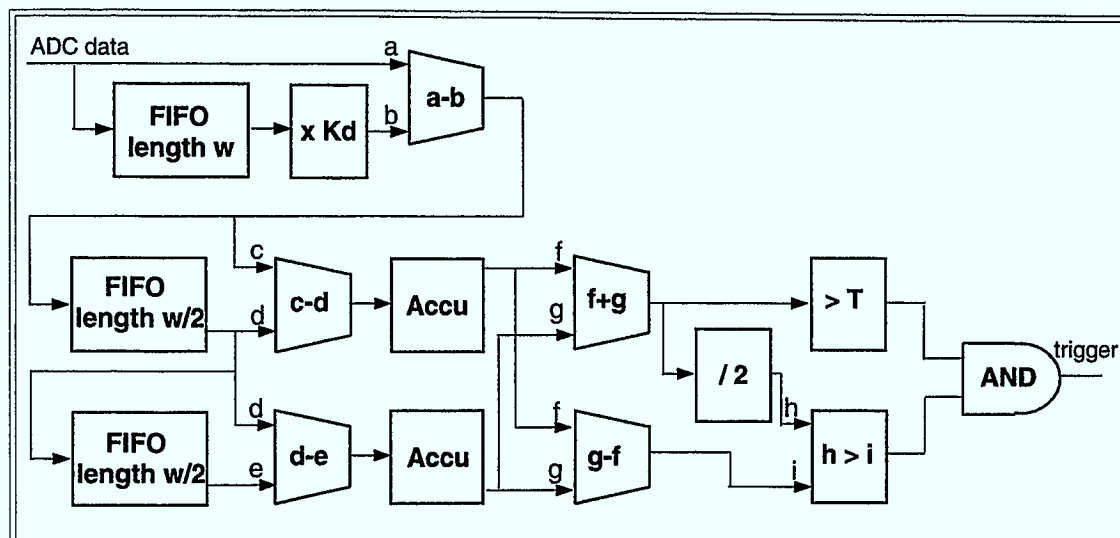 ADC data
a
FIFO
length w
x Kd
b
a-b
c
FIFO
length w/2
d
c-d
Accu
f
g
f+g
> T
/ 2
h
AND
trigger
FIFO
length w/2
d
e
d-e
Accu
f
g
g-f
i
h > i